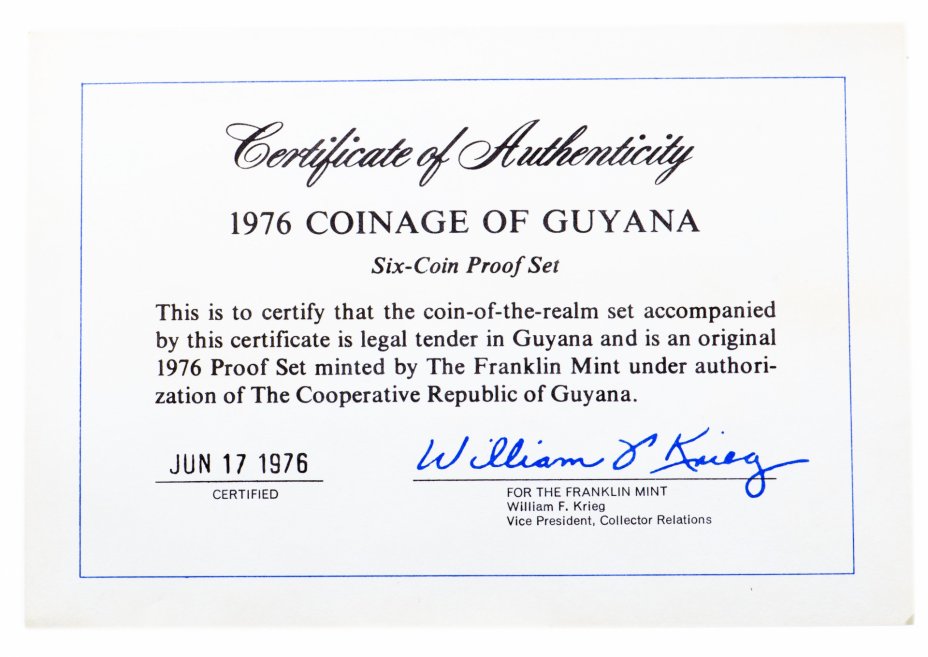 Certificate of Authenticity
1976 COINAGE OF GUYANA
Six-Coin Proof Set
This is to certify that the coin-of-the-realm set accompanied
by this certificate is legal tender in Guyana and is an original
1976 Proof Set minted by The Franklin Mint under authori-
zation of The Cooperative Republic of Guyana.
JUN 17 1976
CERTIFIED
William F Krieg
FOR THE FRANKLIN MINT
William F. Krieg
Vice President, Collector Relations